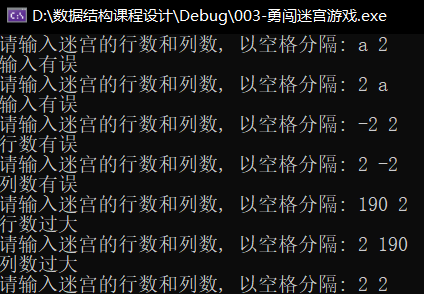 D:\数据结构课程设计\Debug\003-勇闯迷宫游戏.exe
请输入迷宫的行数和列数, 以空格分隔: a 2
输入有误
请输入迷宫的行数和列数, 以空格分隔: 2 a
输入有误
请输入迷宫的行数和列数, 以空格分隔: -2 2
行数有误
请输入迷宫的行数和列数, 以空格分隔: 2 -2
列数有误
请输入迷宫的行数和列数, 以空格分隔: 190 2
行数过大
请输入迷宫的行数和列数, 以空格分隔: 2 190
列数过大
请输入迷宫的行数和列数, 以空格分隔: 2 2